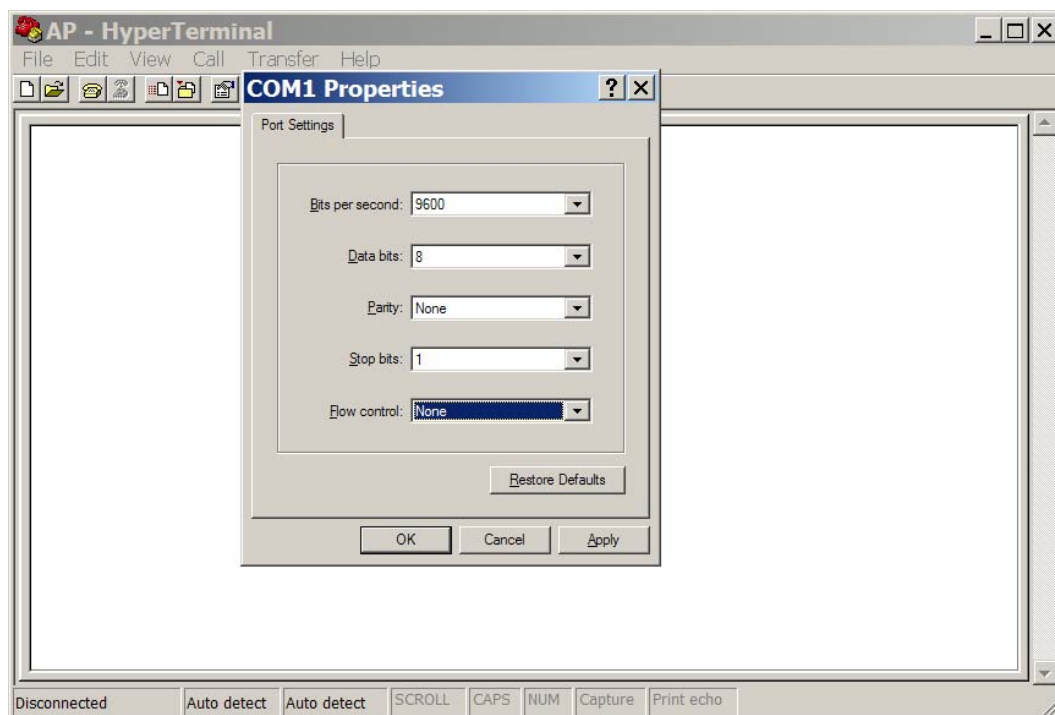 AP - HyperTerminal
File Edit View Call Transfer Help
COM1 Properties
Port Settings
Bits per second: 9600
Data bits: 8
Parity: None
Stop bits: 1
Flow control: None
Restore Defaults
OK Cancel Apply
Disconnected Auto detect Auto detect SCROLL CAPS NUM Capture Print echo